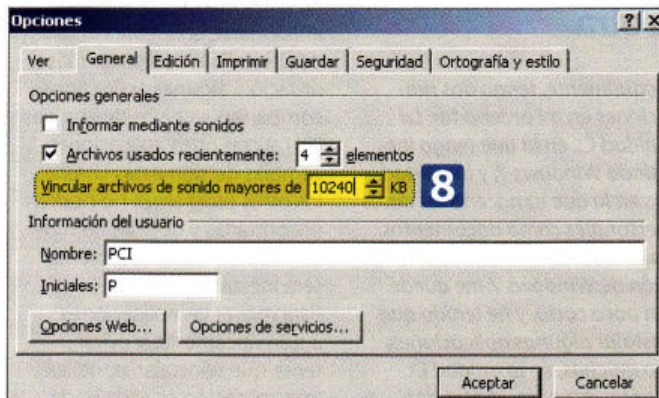 Opciones
Ver General Edición Imprimir Guardar Seguridad Ortografía y estilo
Opciones generales
Informar mediante sonidos
Archivos usados recientemente: 4 elementos
Vincular archivos de sonido mayores de 10240 KB 8
Información del usuario
Nombre: PCI
Iniciales: P
Opciones Web... Opciones de servicios...
Aceptar Cancelar